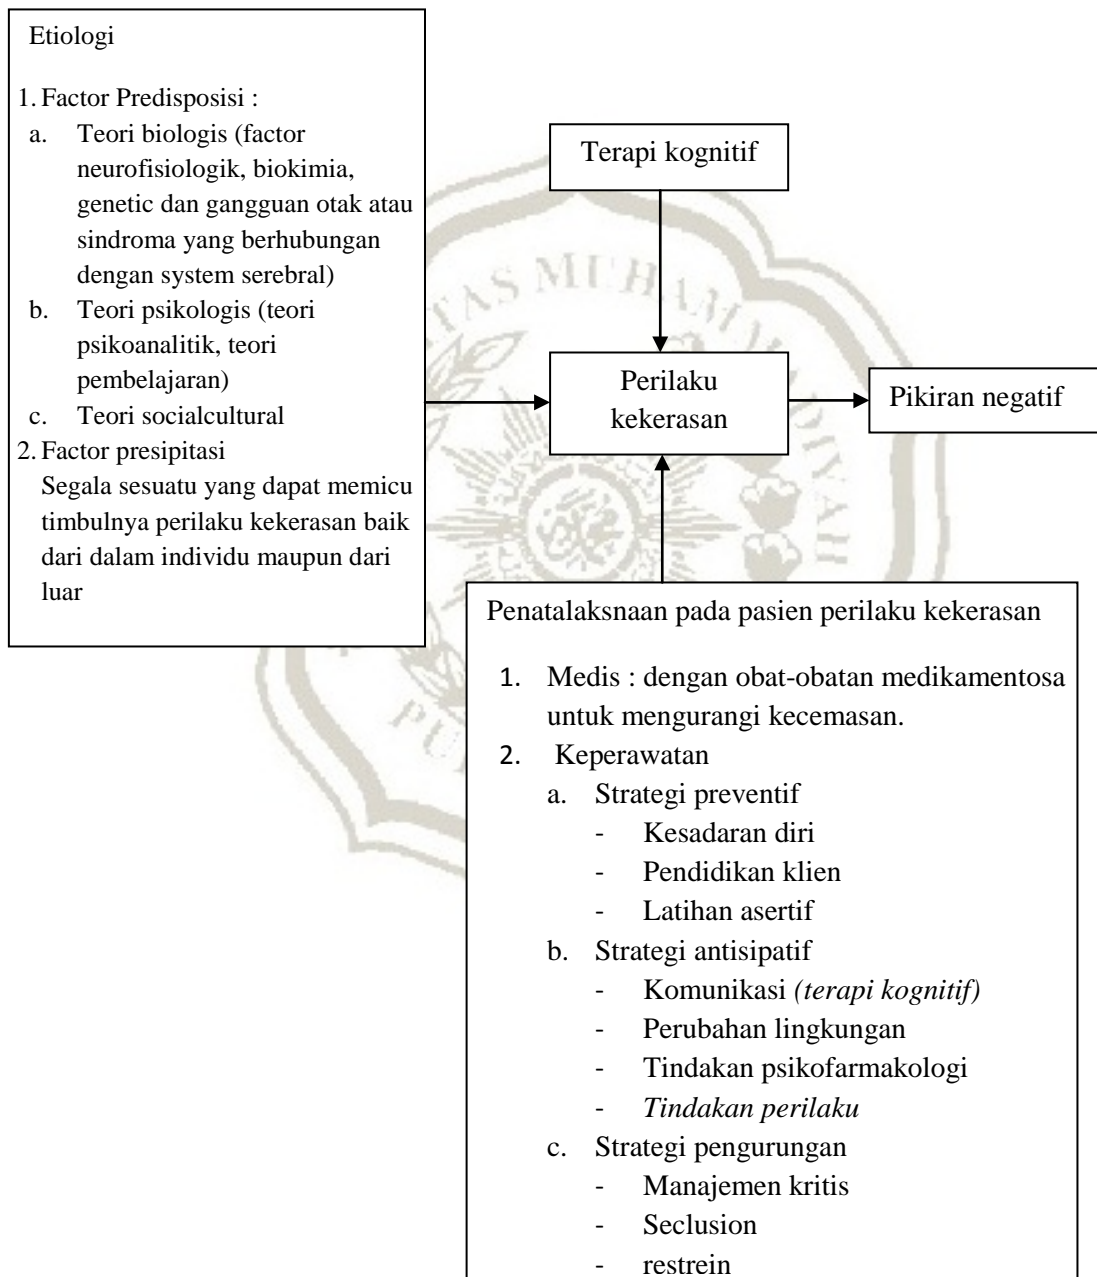 Etiologi
1. Factor Predisposisi :
a. Teori biologis (factor
neurofisiologik, biokimia,
genetic dan gangguan otak atau
sindroma yang berhubungan
dengan system serebral)
b. Teori psikologis (teori
psikoanalitik, teori
pembelajaran)
c. Teori socialcultural
2. Factor presipitasi
Segala sesuatu yang dapat memicu
timbulnya perilaku kekerasan baik
dari dalam individu maupun dari
luar
Terapi kognitif
Perilaku
kekerasan
Pikiran negatif
Penatalaksnaan pada pasien perilaku kekerasan
1. Medis : dengan obat-obatan medikamentosa
untuk mengurangi kecemasan.
2. Keperawatan
a. Strategi preventif
- Kesadaran diri
- Pendidikan klien
- Latihan asertif
b. Strategi antisipatif
- Komunikasi (terapi kognitif)
- Perubahan lingkungan
- Tindakan psikofarmakologi
- Tindakan perilaku
c. Strategi pengurungan
- Manajemen kritis
- Seclusion
- restrein